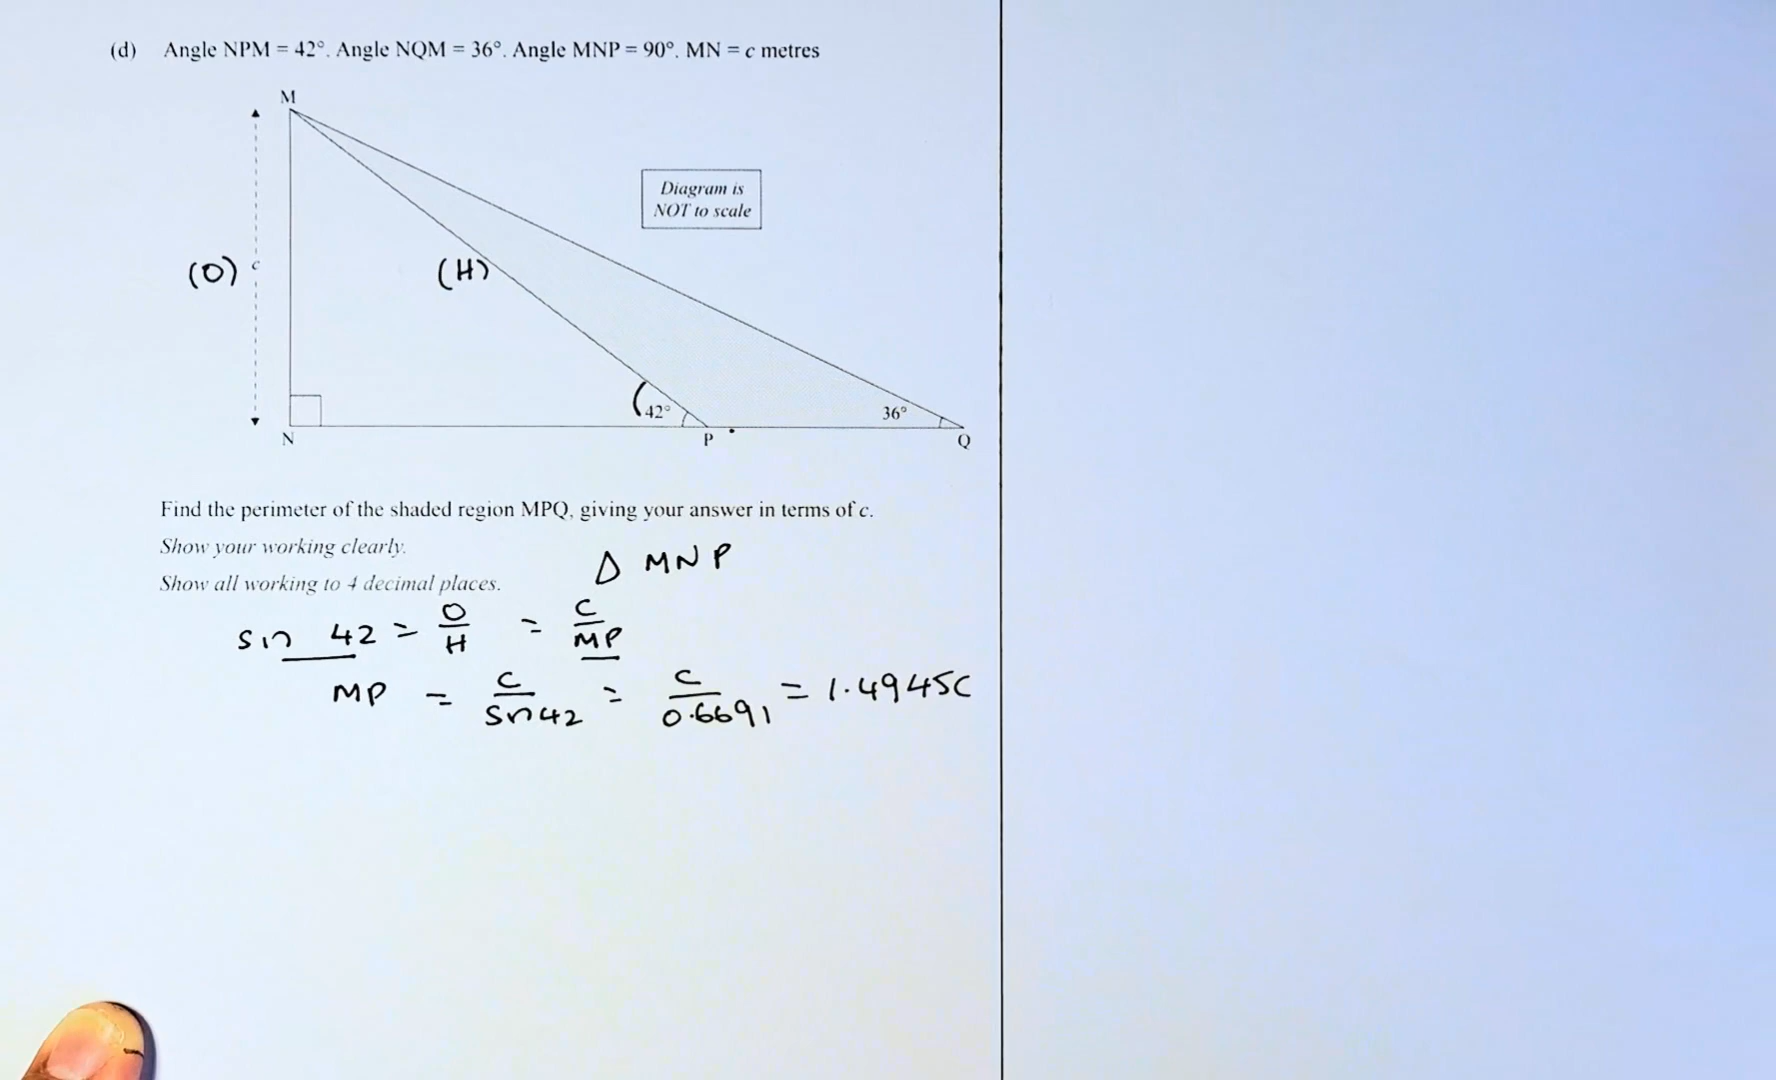 (d) Angle NPM = 42°. Angle NQM = 36°. Angle MNP = 90°. MN = c metres
M
Diagram is
NOT to scale
(O) c (H)
42° 36°
N P Q
Find the perimeter of the shaded region MPQ, giving your answer in terms of c.
Show your working clearly.
Δ MNP
Show all working to 4 decimal places.
sin 42 = O/H = C/MP
MP = C/Sin42 = C/0.6691 = 1.4945C